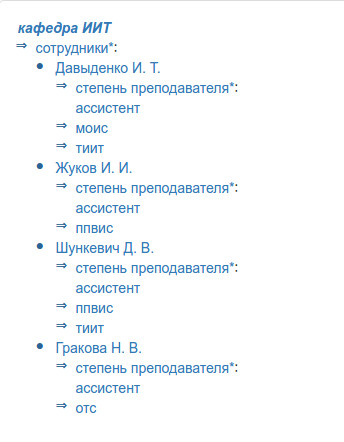 кафедра ИИТ
⇒ сотрудники*:
• Давыденко И. Т.
⇒ степень преподавателя*:
ассистент
⇒ моис
⇒ тиит
• Жуков И. И.
⇒ степень преподавателя*:
ассистент
⇒ ппвис
• Шункевич Д. В.
⇒ степень преподавателя*:
ассистент
⇒ ппвис
⇒ тиит
• Гракова Н. В.
⇒ степень преподавателя*:
ассистент
⇒ отс